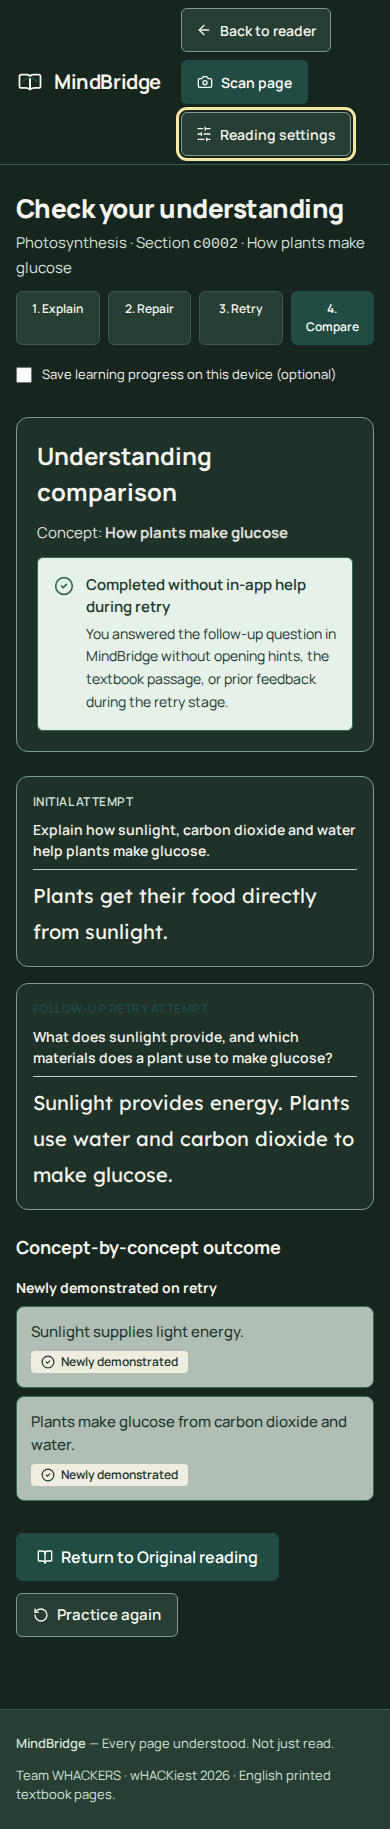 Back to reader
MindBridge
Scan page
Reading settings
Check your understanding
Photosynthesis · Section c0002 · How plants make
glucose
1. Explain
2. Repair
3. Retry
4.
Compare
Save learning progress on this device (optional)
Understanding
comparison
Concept: How plants make glucose
Completed without in-app help
during retry
You answered the follow-up question in
MindBridge without opening hints, the
textbook passage, or prior feedback
during the retry stage.
INITIAL ATTEMPT
Explain how sunlight, carbon dioxide and water
help plants make glucose.
Plants get their food directly
from sunlight.
FOLLOW-UP RETRY ATTEMPT
What does sunlight provide, and which
materials does a plant use to make glucose?
Sunlight provides energy. Plants
use water and carbon dioxide to
make glucose.
Concept-by-concept outcome
Newly demonstrated on retry
Sunlight supplies light energy.
Newly demonstrated
Plants make glucose from carbon dioxide and
water.
Newly demonstrated
Return to Original reading
Practice again
MindBridge — Every page understood. Not just read.
Team WHACKERS · wHACKiest 2026 · English printed
textbook pages.